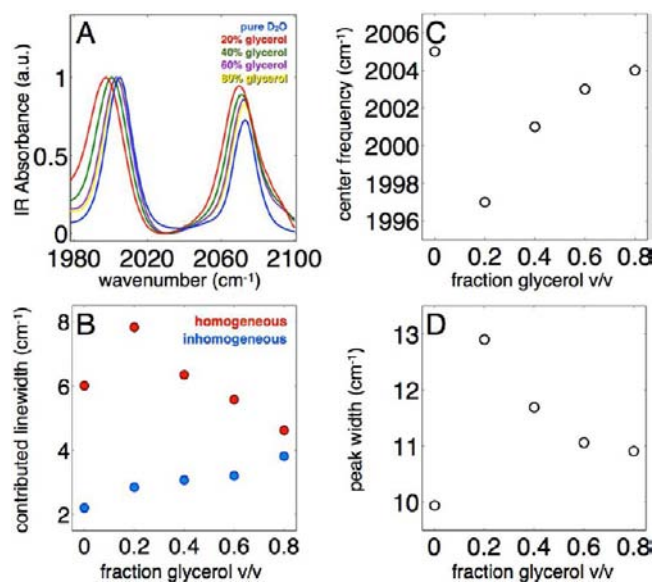 A
pure D₂O
20% glycerol
40% glycerol
60% glycerol
80% glycerol
IR Absorbance (a.u.)
1
0.5
0
1980 2020 2060 2100
wavenumber (cm⁻¹)
C
center frequency (cm⁻¹)
2006
2004
2002
2000
1998
1996
0 0.2 0.4 0.6 0.8
fraction glycerol v/v
B
homogeneous
inhomogeneous
contributed linewidth (cm⁻¹)
8
6
4
2
0 0.2 0.4 0.6 0.8
fraction glycerol v/v
D
peak width (cm⁻¹)
13
12
11
10
0 0.2 0.4 0.6 0.8
fraction glycerol v/v